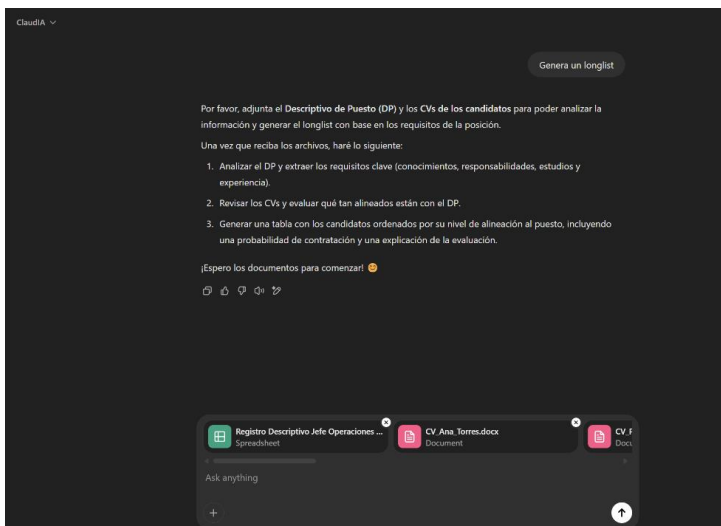 ClaudIA
Genera un longlist
Por favor, adjunta el Descriptivo de Puesto (DP) y los CVs de los candidatos para poder analizar la
información y generar el longlist con base en los requisitos de la posición.
Una vez que reciba los archivos, haré lo siguiente:
1. Analizar el DP y extraer los requisitos clave (conocimientos, responsabilidades, estudios y
experiencia).
2. Revisar los CVs y evaluar qué tan alineados están con el DP.
3. Generar una tabla con los candidatos ordenados por su nivel de alineación al puesto, incluyendo
una probabilidad de contratación y una explicación de la evaluación.
¡Espero los documentos para comenzar! 😊
Registro Descriptivo Jefe Operaciones ...
Spreadsheet
CV_Ana_Torres.docx
Document
Ask anything